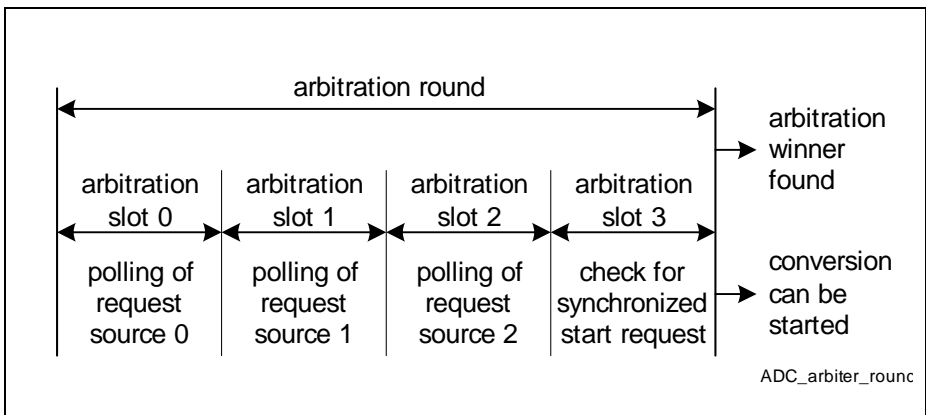 arbitration round
arbitration
winner
found
arbitration
slot 0
arbitration
slot 1
arbitration
slot 2
arbitration
slot 3
polling of
request
source 0
polling of
request
source 1
polling of
request
source 2
check for
synchronized
start request
conversion
can be
started
ADC_arbiter_round